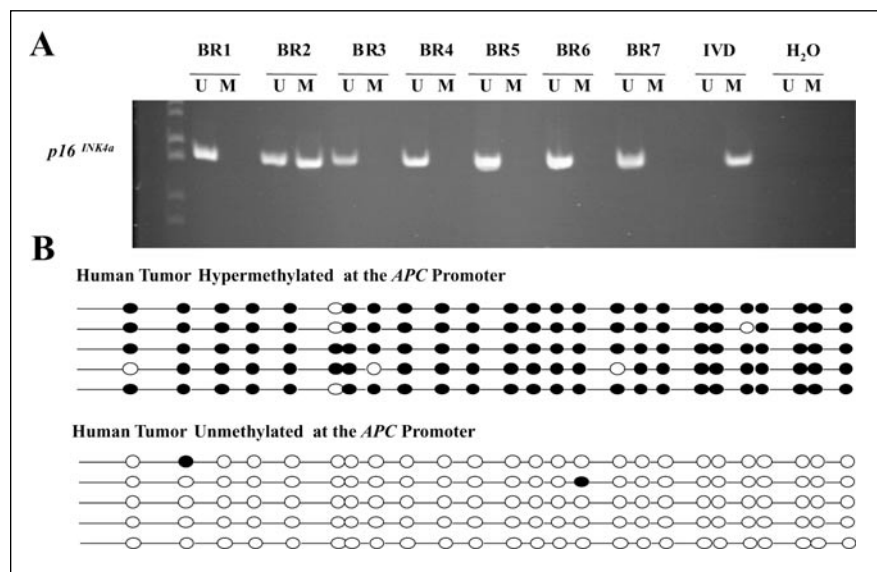 A
BR1 BR2 BR3 BR4 BR5 BR6 BR7 IVD H₂O
U M U M U M U M U M U M U M U M U M
p16 INK4a
B
Human Tumor Hypermethylated at the APC Promoter
Human Tumor Unmethylated at the APC Promoter